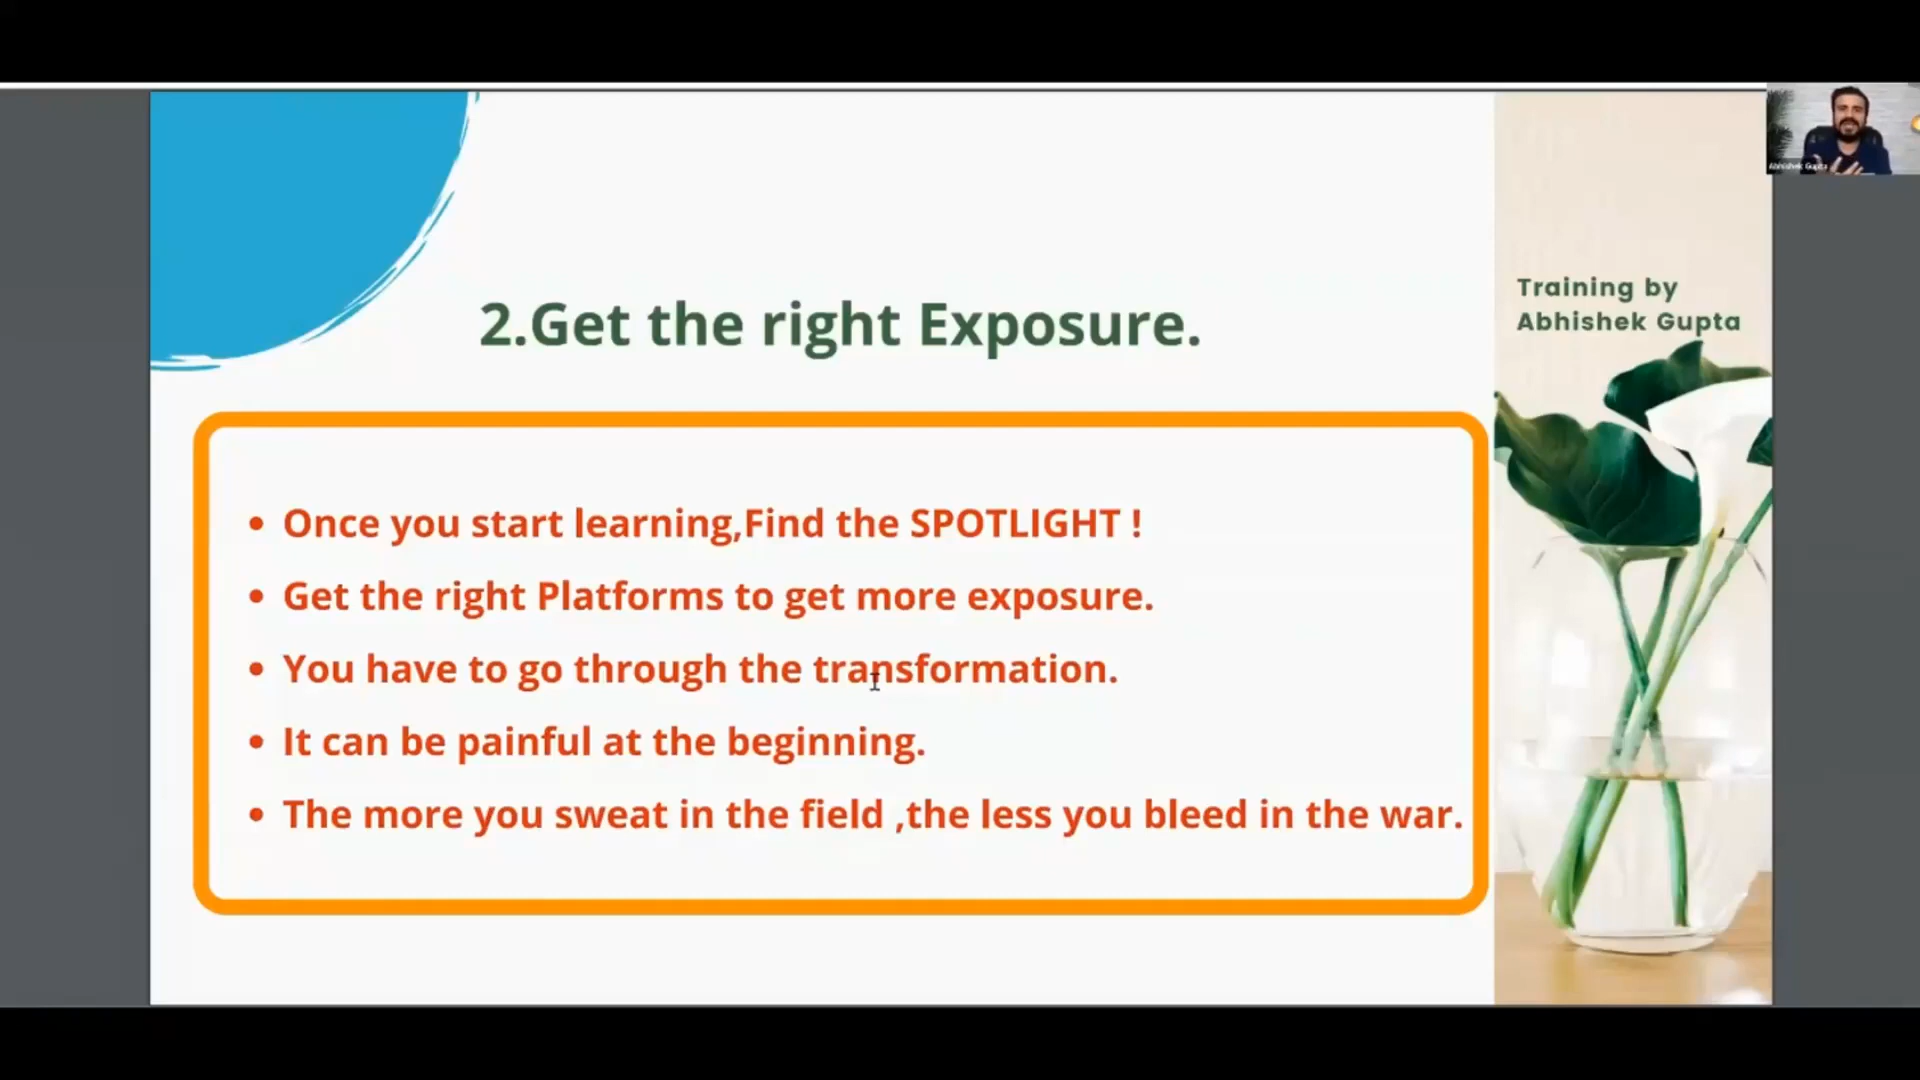 2.Get the right Exposure.
• Once you start learning,Find the SPOTLIGHT !
• Get the right Platforms to get more exposure.
• You have to go through the transformation.
• It can be painful at the beginning.
• The more you sweat in the field ,the less you bleed in the war.
Training by
Abhishek Gupta
Abhishek Gupta